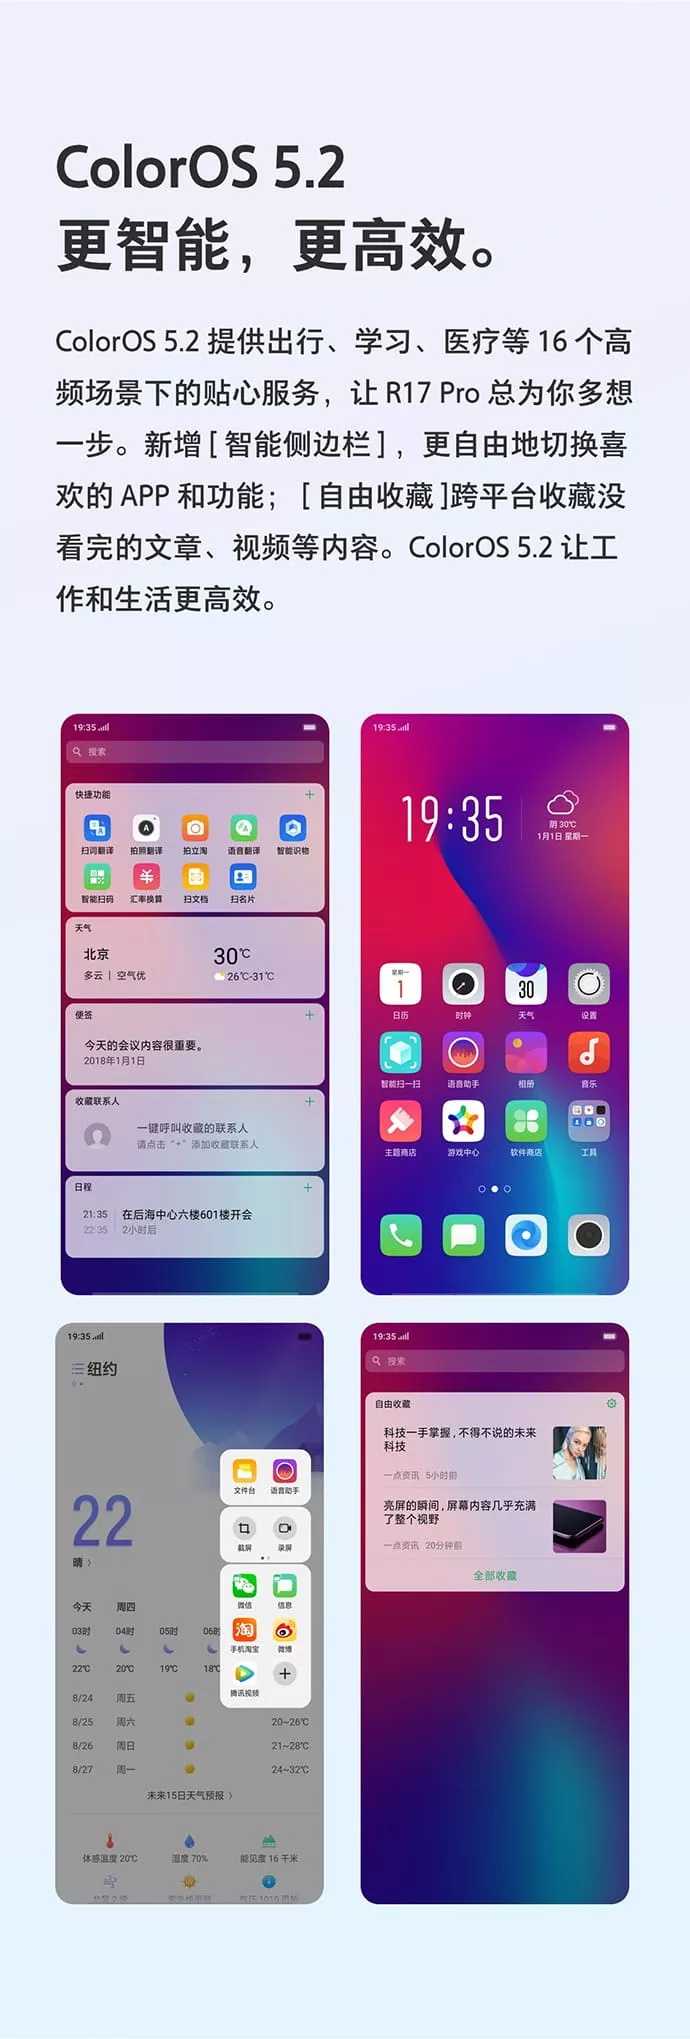 ColorOS 5.2
更智能，更高效。
ColorOS 5.2 提供出行、学习、医疗等 16 个高
频场景下的贴心服务，让 R17 Pro 总为你多想
一步。新增 [ 智能侧边栏 ] ，更自由地切换喜
欢的 APP 和功能； [ 自由收藏 ]跨平台收藏没
看完的文章、视频等内容。ColorOS 5.2 让工
作和生活更高效。
19:35
搜索
快捷功能 +
扫词翻译 拍照翻译 拍立淘 语音翻译 智能识物
智能扫码 汇率换算 扫文档 扫名片
天气
北京 30℃
多云 | 空气优 26℃-31℃
便签 +
今天的会议内容很重要。
2018年1月1日
收藏联系人 +
一键呼叫收藏的联系人
请点击 “+” 添加收藏联系人
日程 +
21:35 在后海中心六楼601楼开会
22:35 2小时后
19:35
19:35
阴 30℃
1月1日 星期一
星期一
1 30
日历 时钟 天气 设置
智能扫一扫 语音助手 相册 音乐
主题商店 游戏中心 软件商店 工具
19:35
纽约
22
晴 〉
文件台 语音助手
截屏 录屏
微信 信息
淘
手机淘宝 微博
腾讯视频
今天 周四
03时 04时 05时 06时
22℃ 20℃ 19℃ 18℃
8/24 周五
8/25 周六 20~26℃
8/26 周日 21~28℃
8/27 周一 24~32℃
未来15日天气预报 〉
体感温度 20℃ 湿度 70% 能见度 16 千米
19:35
搜索
自由收藏
科技一手掌握 , 不得不说的未来
科技
一点资讯 5小时前
亮屏的瞬间 , 屏幕内容几乎充满
了整个视野
一点资讯 20分钟前
全部收藏